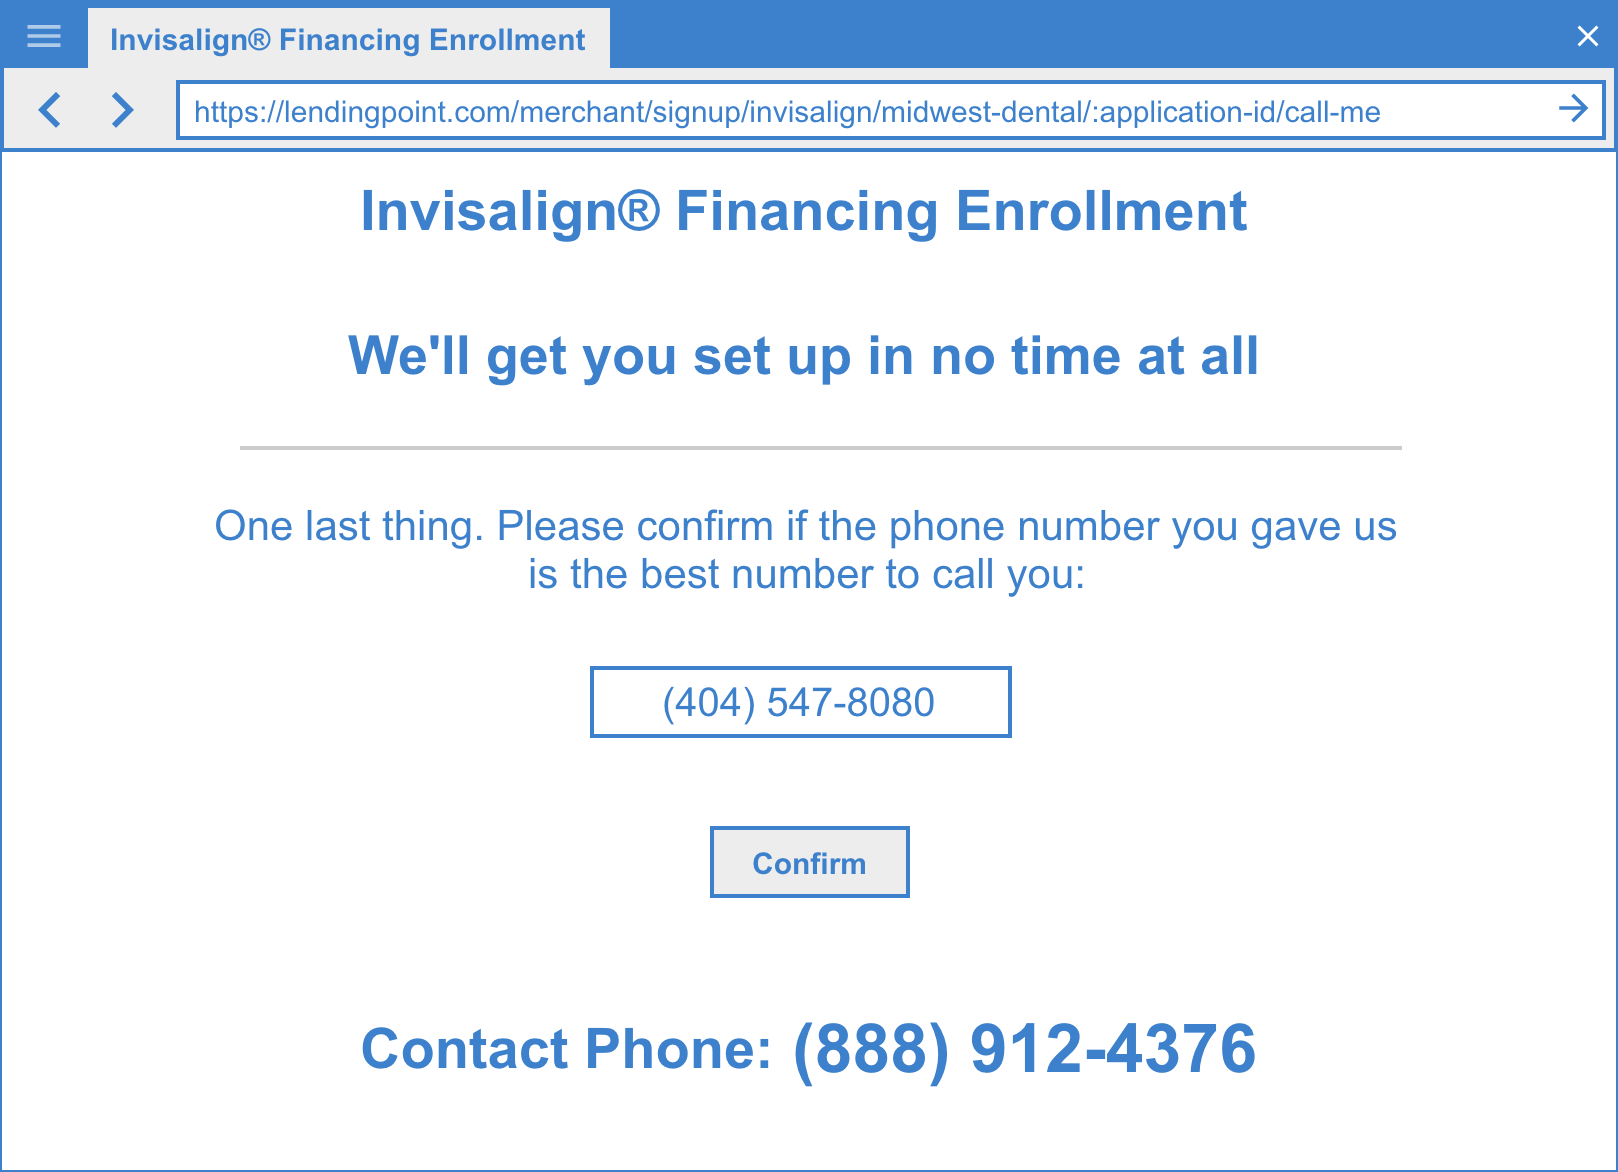 Invisalign® Financing Enrollment
https://lendingpoint.com/merchant/signup/invisalign/midwest-dental/:application-id/call-me
Invisalign® Financing Enrollment
We'll get you set up in no time at all
One last thing. Please confirm if the phone number you gave us
is the best number to call you:
(404) 547-8080
Confirm
Contact Phone: (888) 912-4376